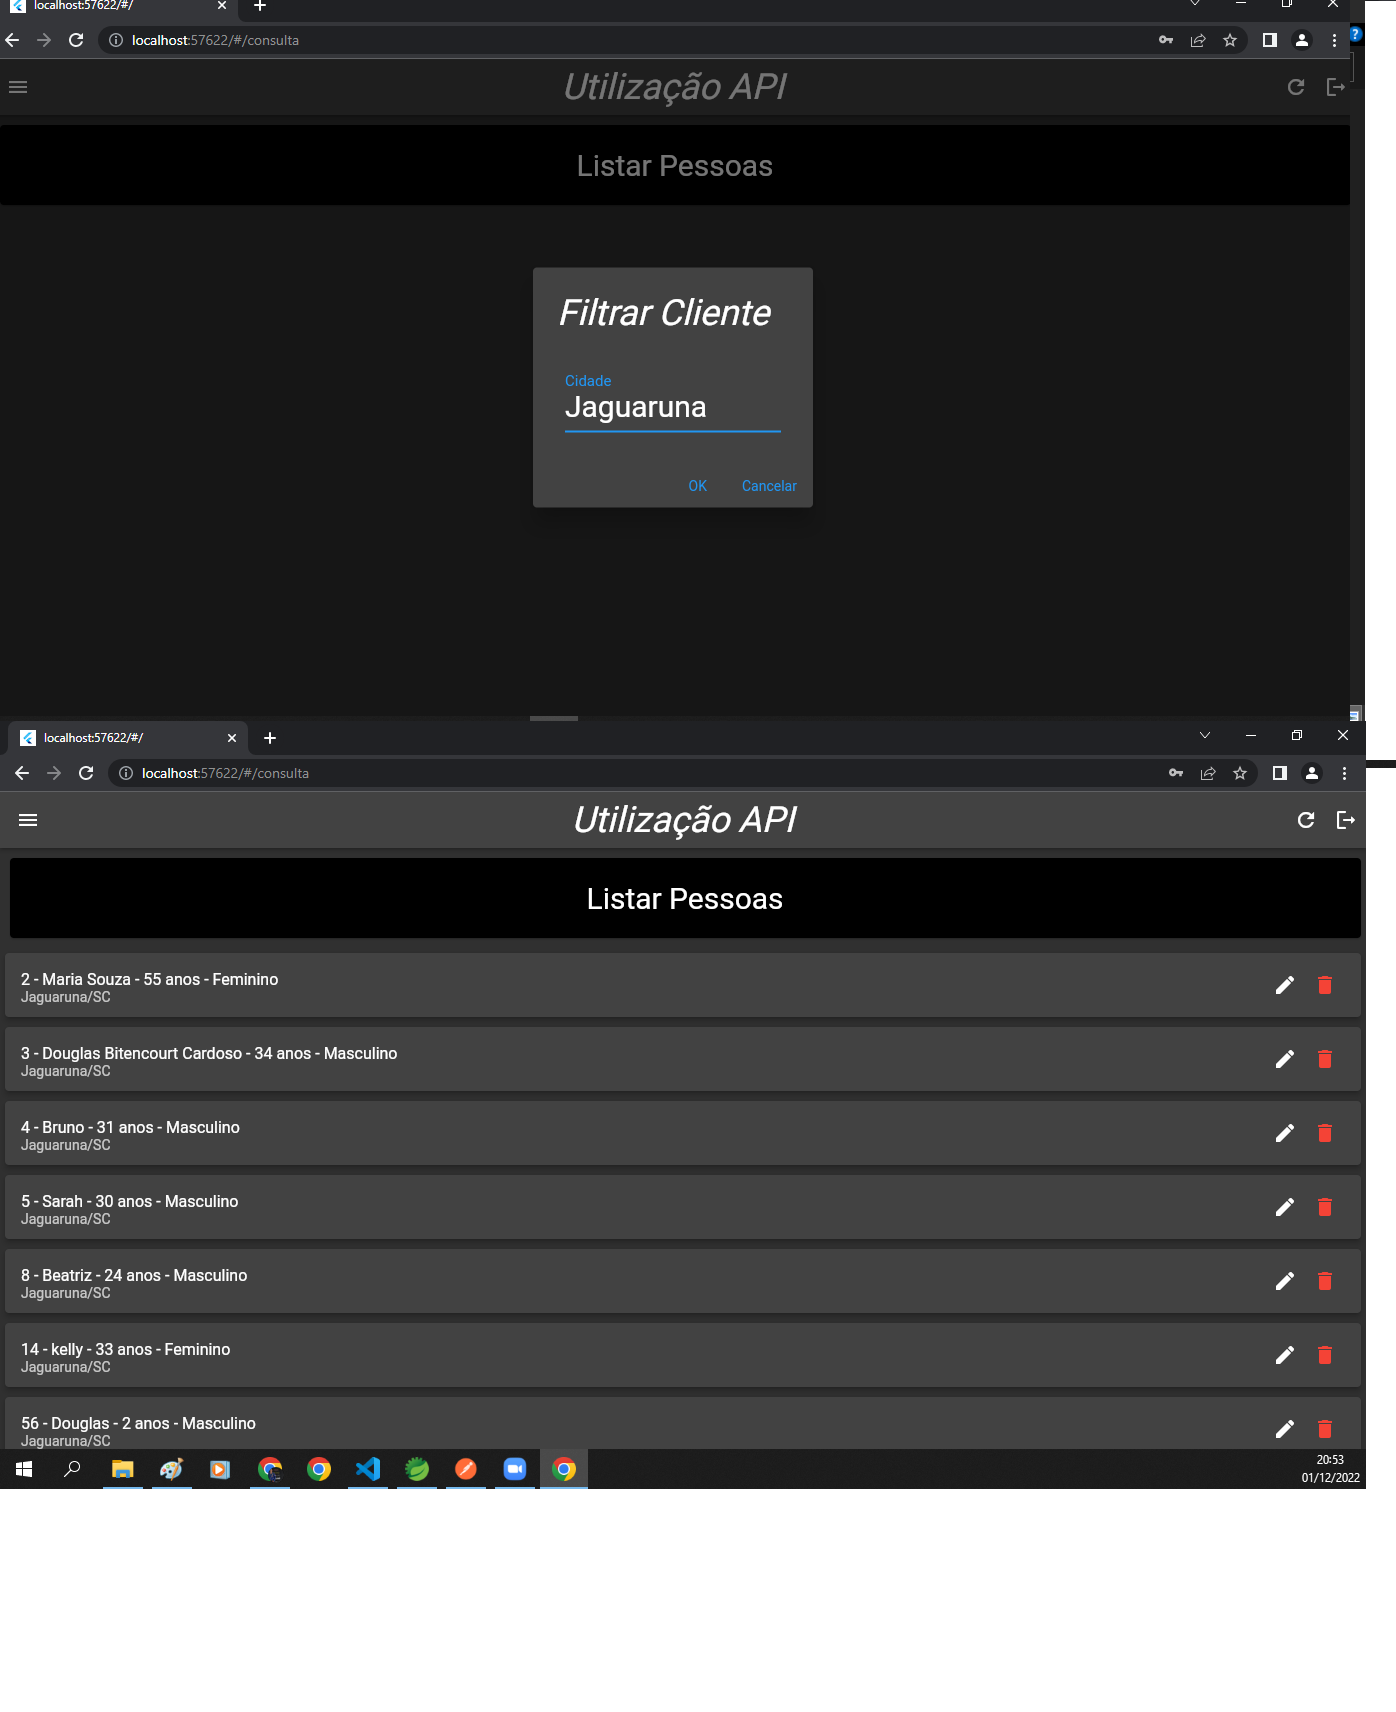 localhost:57622/#/
localhost:57622/#/consulta
Utilização API
Listar Pessoas
Filtrar Cliente
Cidade
Jaguaruna
OK Cancelar
localhost:57622/#/
localhost:57622/#/consulta
Utilização API
Listar Pessoas
2 - Maria Souza - 55 anos - Feminino
Jaguaruna/SC
3 - Douglas Bitencourt Cardoso - 34 anos - Masculino
Jaguaruna/SC
4 - Bruno - 31 anos - Masculino
Jaguaruna/SC
5 - Sarah - 30 anos - Masculino
Jaguaruna/SC
8 - Beatriz - 24 anos - Masculino
Jaguaruna/SC
14 - kelly - 33 anos - Feminino
Jaguaruna/SC
56 - Douglas - 2 anos - Masculino
Jaguaruna/SC
20:53
01/12/2022